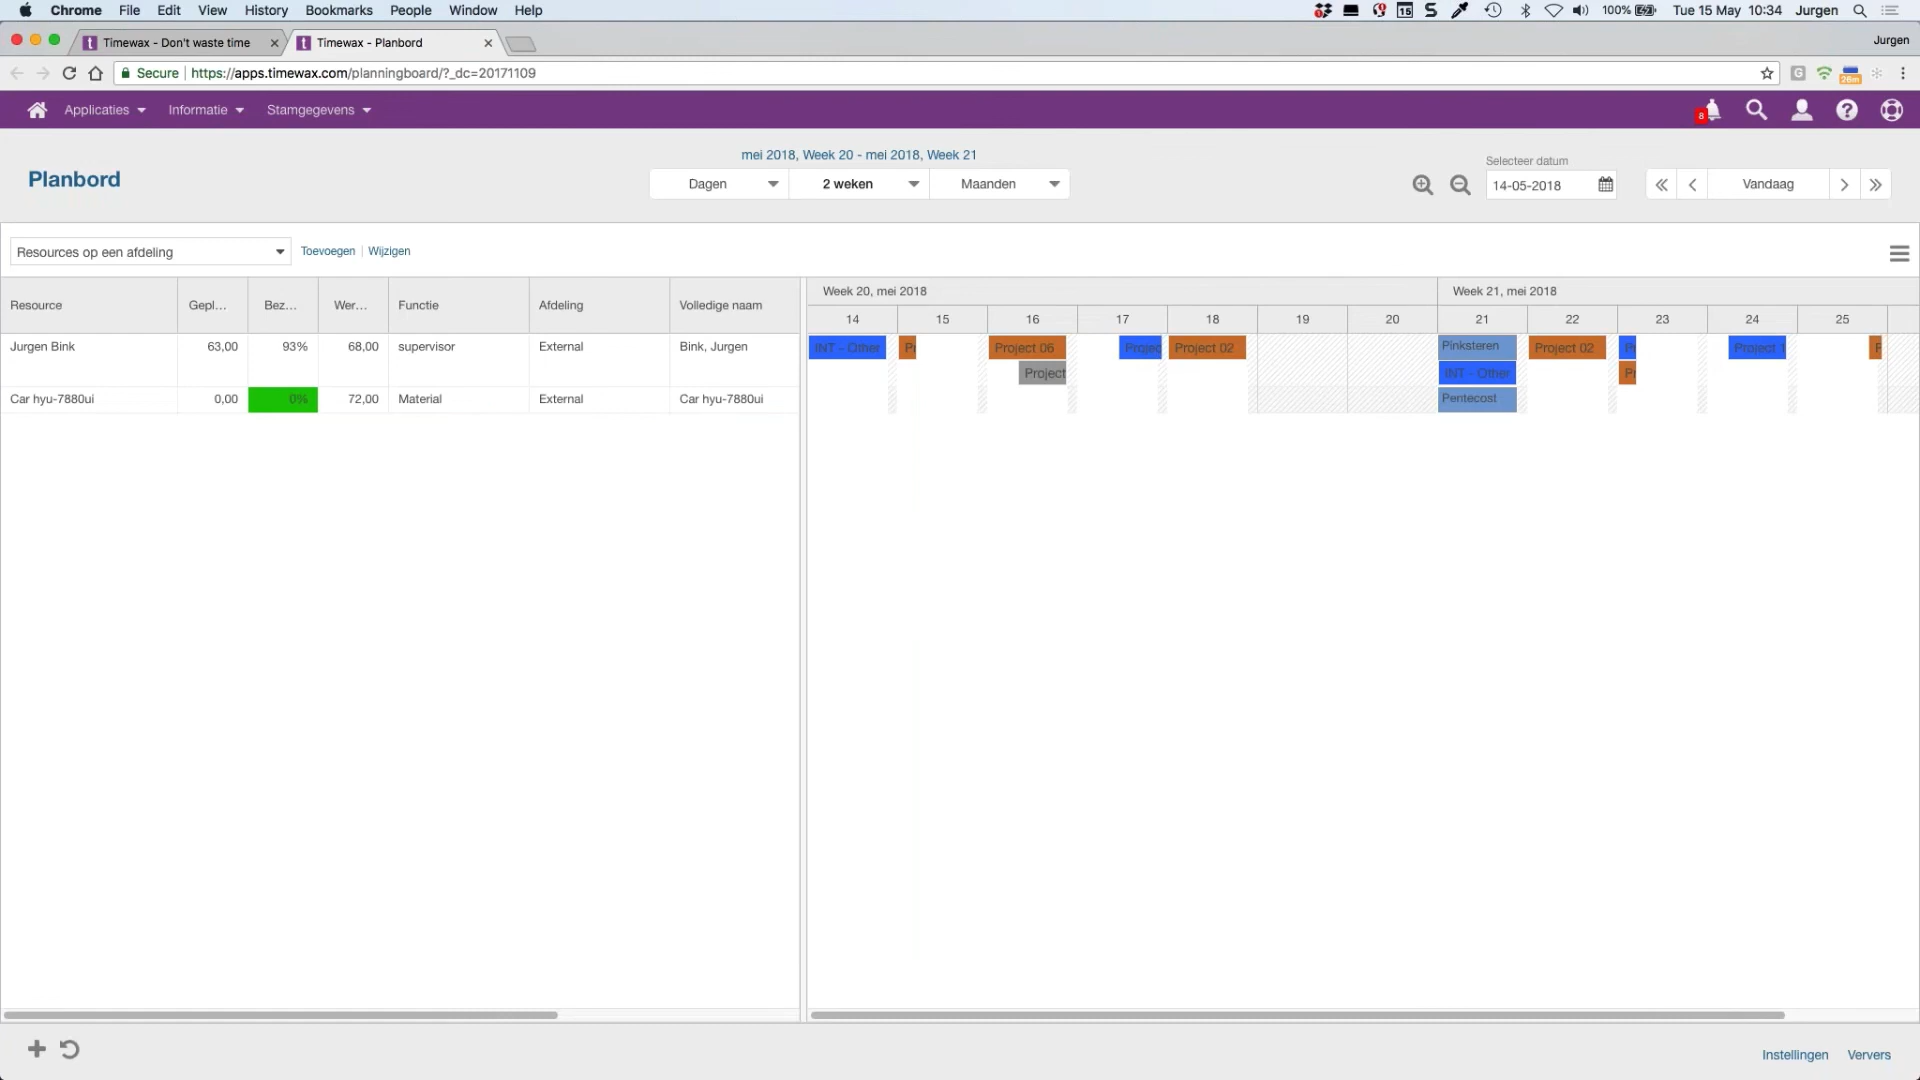 Chrome File Edit View History Bookmarks People Window Help 15 100% Tue 15 May 10:34 Jurgen
Timewax - Don't waste time Timewax - Planbord Jurgen
Secure https://apps.timewax.com/planningboard/?_dc=20171109
Applicaties Informatie Stamgegevens 8
mei 2018, Week 20 - mei 2018, Week 21
Selecteer datum
Planbord
Dagen 2 weken Maanden 14-05-2018 Vandaag
Resources op een afdeling Toevoegen | Wijzigen
Week 20, mei 2018 Week 21, mei 2018
Resource Gepl... Bez... Wer... Functie Afdeling Volledige naam
14 15 16 17 18 19 20 21 22 23 24 25
Jurgen Bink 63,00 93% 68,00 supervisor External Bink, Jurgen INT - Other Project 06 Projec Project 02 Pinksteren Project 02 Project 1
Project INT - Other
Car hyu-7880ui 0,00 0% 72,00 Material External Car hyu-7880ui Pentecost
Instellingen Ververs